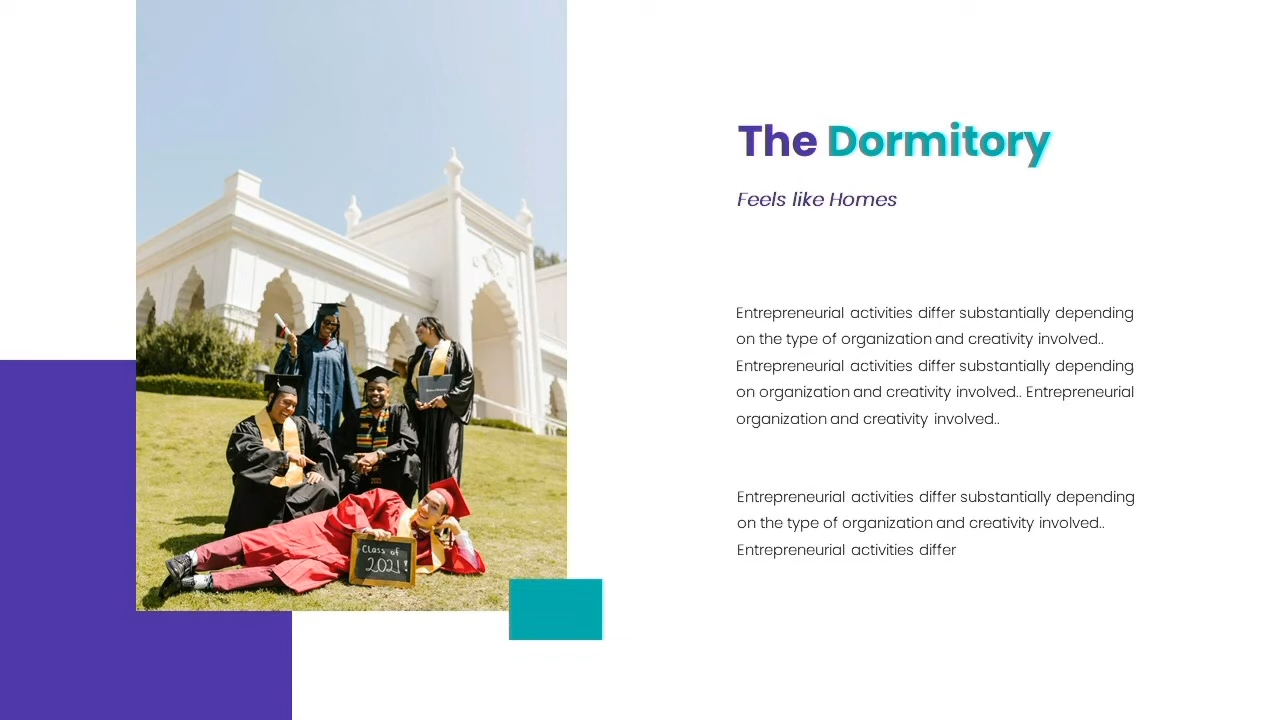 The Dormitory
Feels like Homes
Entrepreneurial activities differ substantially depending
on the type of organization and creativity involved..
Entrepreneurial activities differ substantially depending
on organization and creativity involved.. Entrepreneurial
organization and creativity involved..
Entrepreneurial activities differ substantially depending
on the type of organization and creativity involved..
Entrepreneurial activities differ
Class of
2021!